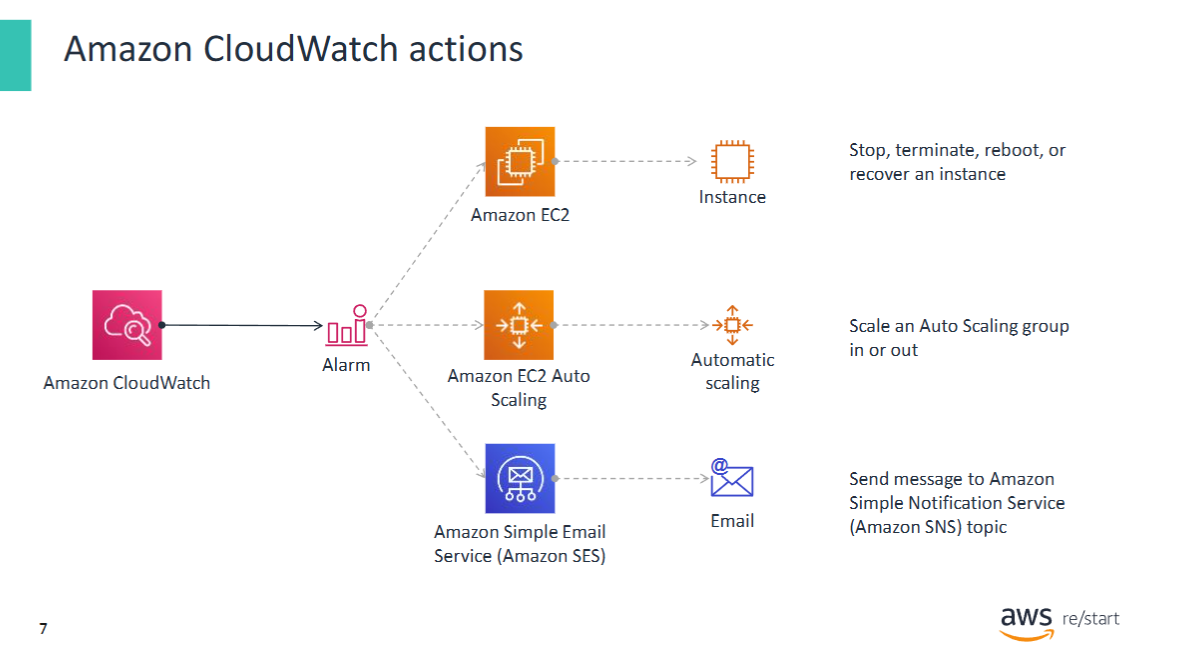 Amazon CloudWatch actions
Amazon EC2
Instance
Stop, terminate, reboot, or
recover an instance
Amazon CloudWatch
Alarm
Amazon EC2 Auto
Scaling
Automatic
scaling
Scale an Auto Scaling group
in or out
@
Amazon Simple Email
Service (Amazon SES)
Email
Send message to Amazon
Simple Notification Service
(Amazon SNS) topic
7
aws re/start